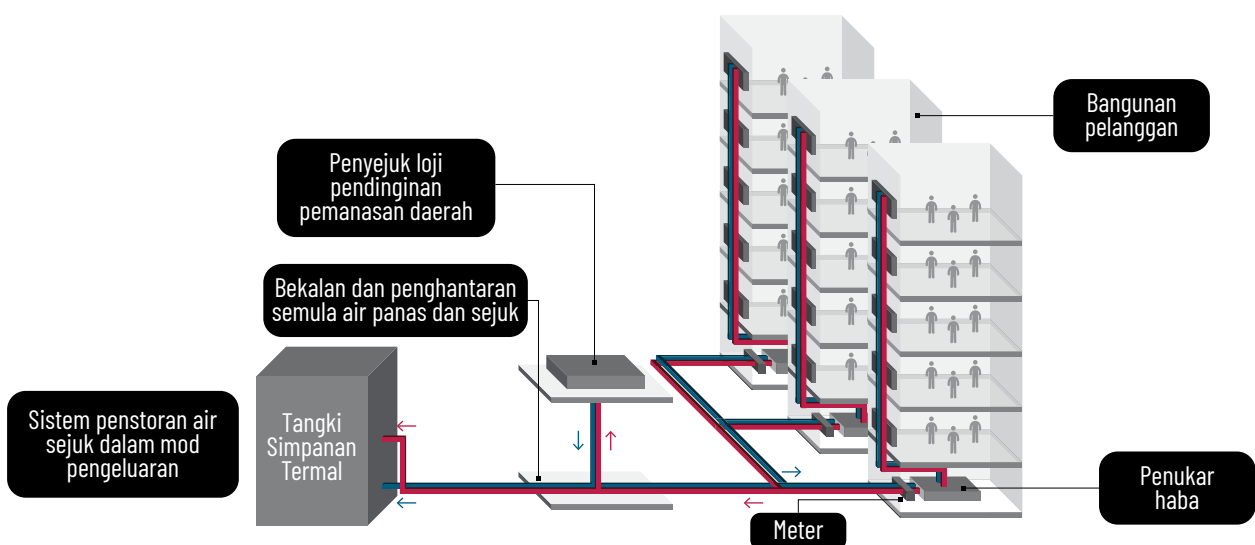 Bangunan
pelanggan
Penyejuk loji
pendinginan
pemanasan daerah
Bekalan dan penghantaran
semula air panas dan sejuk
Sistem penstoran air
sejuk dalam mod
pengeluaran
Tangki
Simpanan
Termal
Penukar
haba
Meter